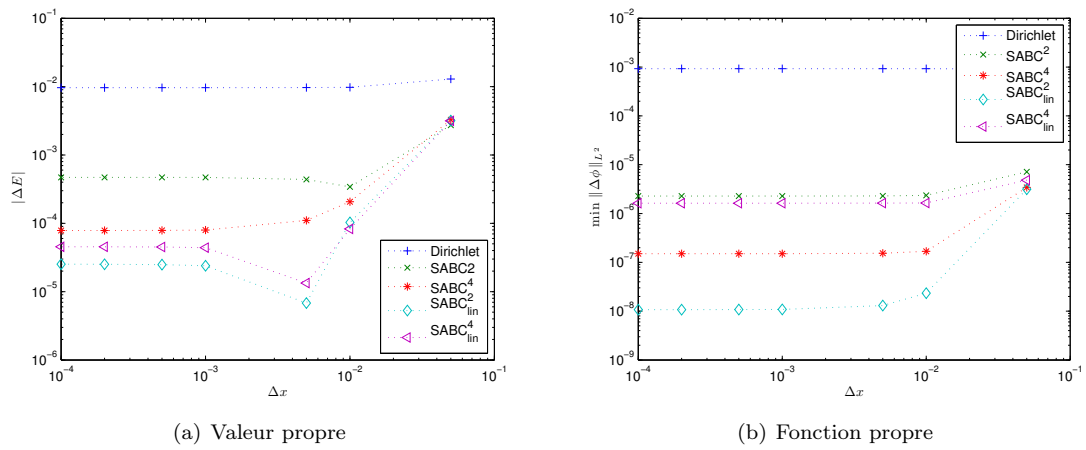 10^-1
10^-2
10^-3
10^-4
10^-5
10^-6
|ΔE|
10^-4
10^-3
10^-2
10^-1
Δx
Dirichlet
SABC2
SABC^4
SABC^2_lin
SABC^4_lin
(a) Valeur propre
10^-2
10^-3
10^-4
10^-5
10^-6
10^-7
10^-8
10^-9
min ‖Δϕ‖_L^2
10^-4
10^-3
10^-2
10^-1
Δx
Dirichlet
SABC^2
SABC^4
SABC^2_lin
SABC^4_lin
(b) Fonction propre